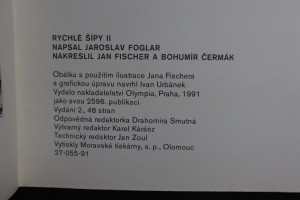 RYCHLÉ ŠÍPY II
NAPSAL JAROSLAV FOGLAR
NAKRESLIL JAN FISCHER A BOHUMÍR ČERMÁK
Obálku s použitím ilustrace Jana Fischera
a grafickou úpravu navrhl Ivan Urbánek
Vydalo nakladatelství Olympia, Praha, 1991
jako svou 2596. publikaci
Vydání 2., 48 stran
Odpovědná redaktorka Drahomíra Smutná
Výtvarný redaktor Karel Kárász
Technický redaktor Jan Zoul
Vytiskly Moravské tiskárny, s. p., Olomouc
27-055-91